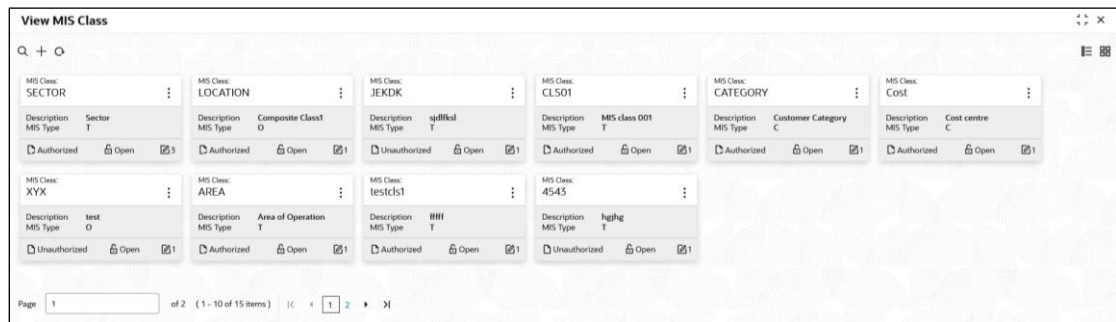 View MIS Class
MIS Class: MIS Class: MIS Class: MIS Class: MIS Class: MIS Class:
SECTOR LOCATION JEKDK CLS01 CATEGORY Cost
Description Sector Description Composite Class1 Description sjdlfksl Description MIS class 001 Description Customer Category Description Cost centre
MIS Type T MIS Type O MIS Type T MIS Type T MIS Type C MIS Type C
Authorized Open 3 Authorized Open 1 Unauthorized Open 1 Authorized Open 1 Authorized Open 1 Authorized Open 1
MIS Class: MIS Class: MIS Class: MIS Class:
XYX AREA testcls1 4543
Description test Description Area of Operation Description fffff Description hgjhg
MIS Type O MIS Type T MIS Type T MIS Type T
Unauthorized Open 1 Authorized Open 1 Authorized Open 1 Unauthorized Open 1
Page 1 of 2 (1 - 10 of 15 items) 1 2